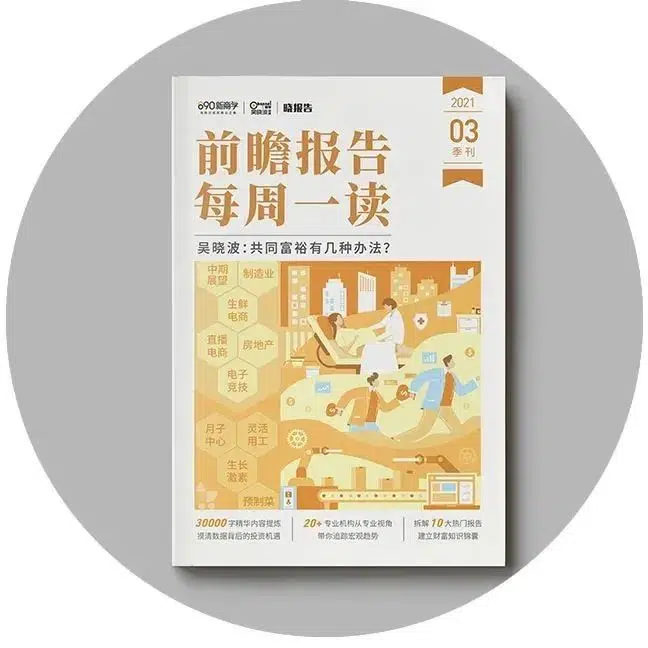 890新商学
吴晓波频道
晓报告
2021
03
季刊
前瞻报告
每周一读
吴晓波:共同富裕有几种办法?
中期
展望
制造业
生鲜
电商
直播
电商
房地产
电子
竞技
月子
中心
灵活
用工
生长
激素
预制菜
30000字精华内容提炼
摸清数据背后的投资机遇
20+专业机构从专业视角
带你追踪宏观趋势
拆解10大热门报告
建立财富知识锦囊